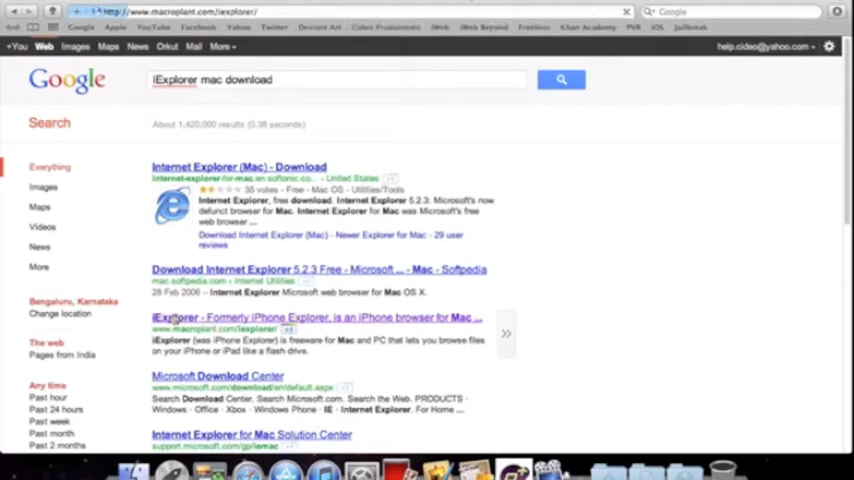 http://www.macroplant.com/iexplorer/
Google
Google Apple YouTube Facebook Yahoo Twitter Deviant Art Cideo Productions iWeb iWeb Beyond Freebies Khan Academy PVR iOS Jailbreak
+You Web Images Maps News Orkut Mail More
help.cideo@yahoo.com
Google
iExplorer mac download
Search
About 1,420,000 results (0.38 seconds)
Everything
Images
Maps
Videos
News
More
Bengaluru, Karnataka
Change location
The web
Pages from India
Any time
Past hour
Past 24 hours
Past week
Past month
Past 2 months
Internet Explorer (Mac) - Download
internet-explorer-for-mac.en.softonic.co... - United States
35 votes - Free - Mac OS - Utilities/Tools
Internet Explorer, free download. Internet Explorer 5.2.3: Microsoft's now
defunct browser for Mac. Internet Explorer for Mac was Microsoft's free
web browser ...
Download Internet Explorer (Mac) - Newer Explorer for Mac - 29 user
reviews
Download Internet Explorer 5.2.3 Free - Microsoft ... - Mac - Softpedia
mac.softpedia.com › Internet Utilities
28 Feb 2006 – Internet Explorer Microsoft web browser for Mac OS X.
iExplorer - Formerly iPhone Explorer, is an iPhone browser for Mac ...
www.macroplant.com/iexplorer/
iExplorer (was iPhone Explorer) is freeware for Mac and PC that lets you browse files
on your iPhone or iPad like a flash drive.
Microsoft Download Center
www.microsoft.com/download/en/default.aspx
Search Download Center. Search Microsoft.com. Search the Web. PRODUCTS ·
Windows · Office · Xbox · Windows Phone · IE · Internet Explorer. For Home ...
Internet Explorer for Mac Solution Center
support.microsoft.com/gp/iemac